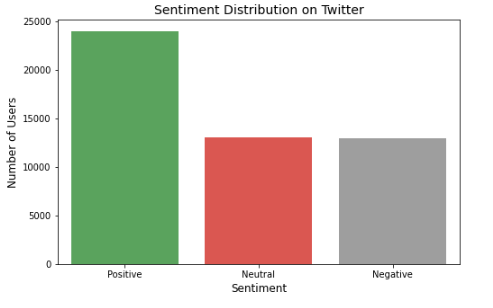 Sentiment Distribution on Twitter
25000
20000
15000
10000
5000
0
Number of Users
Positive
Neutral
Negative
Sentiment